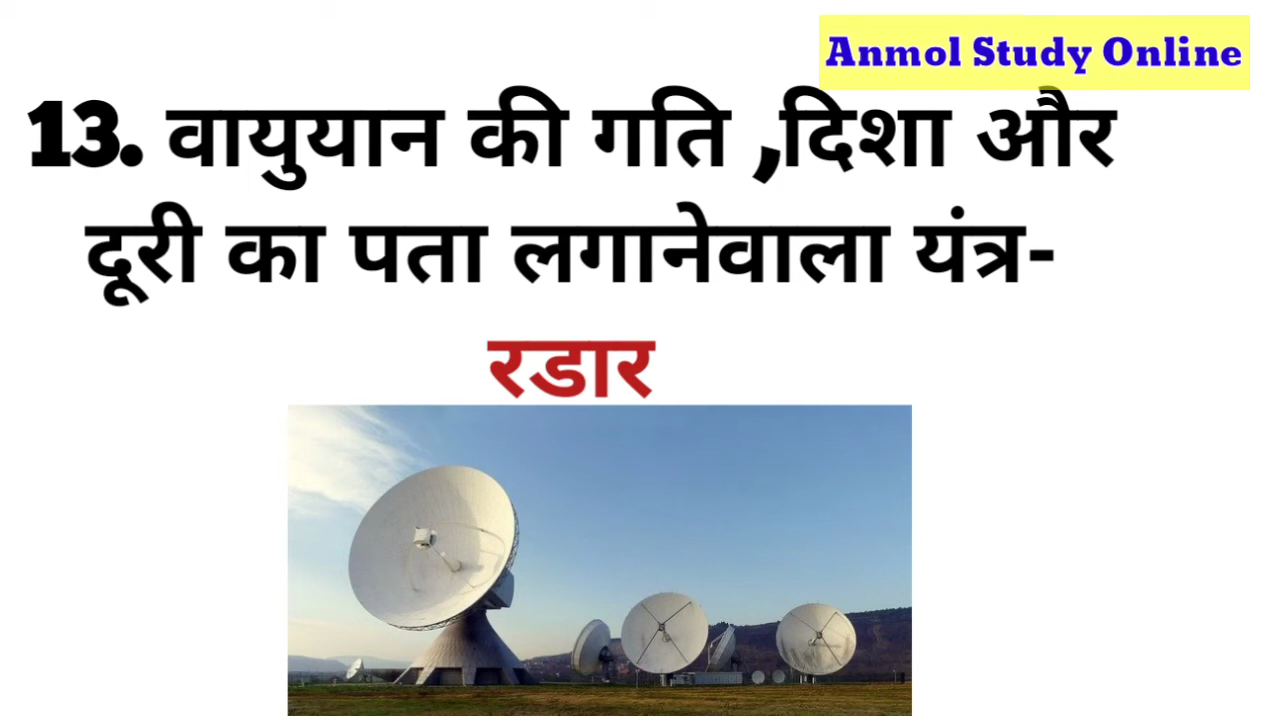 Anmol Study Online
13. वायुयान की गति ,दिशा और
दूरी का पता लगानेवाला यंत्र-
रडार